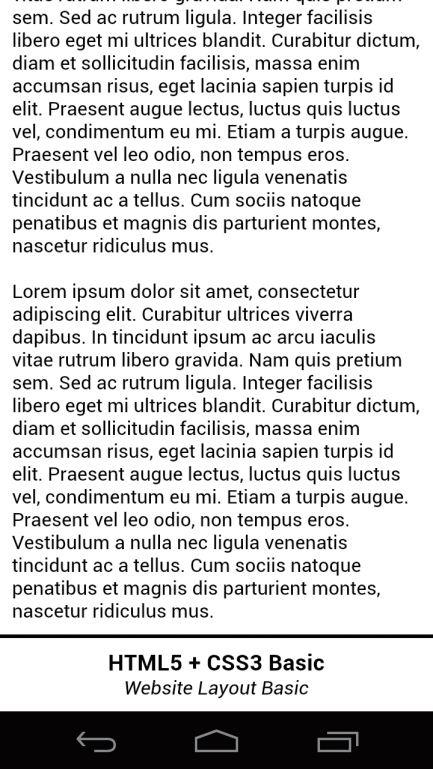 sem. Sed ac rutrum ligula. Integer facilisis
libero eget mi ultrices blandit. Curabitur dictum,
diam et sollicitudin facilisis, massa enim
accumsan risus, eget lacinia sapien turpis id
elit. Praesent augue lectus, luctus quis luctus
vel, condimentum eu mi. Etiam a turpis augue.
Praesent vel leo odio, non tempus eros.
Vestibulum a nulla nec ligula venenatis
tincidunt ac a tellus. Cum sociis natoque
penatibus et magnis dis parturient montes,
nascetur ridiculus mus.
Lorem ipsum dolor sit amet, consectetur
adipiscing elit. Curabitur ultrices viverra
dapibus. In tincidunt ipsum ac arcu iaculis
vitae rutrum libero gravida. Nam quis pretium
sem. Sed ac rutrum ligula. Integer facilisis
libero eget mi ultrices blandit. Curabitur dictum,
diam et sollicitudin facilisis, massa enim
accumsan risus, eget lacinia sapien turpis id
elit. Praesent augue lectus, luctus quis luctus
vel, condimentum eu mi. Etiam a turpis augue.
Praesent vel leo odio, non tempus eros.
Vestibulum a nulla nec ligula venenatis
tincidunt ac a tellus. Cum sociis natoque
penatibus et magnis dis parturient montes,
nascetur ridiculus mus.
HTML5 + CSS3 Basic
Website Layout Basic